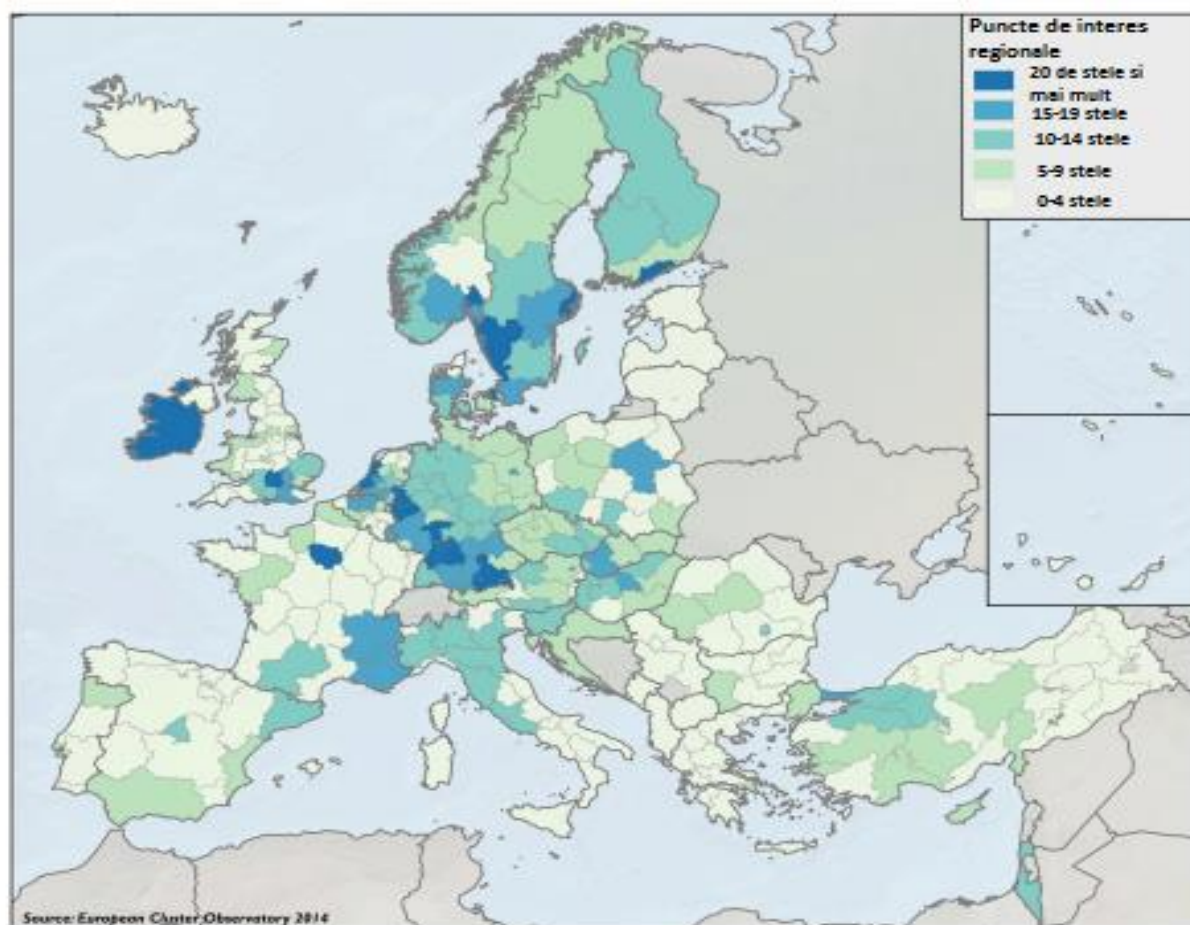 Puncte de interes
regionale
20 de stele si
mai mult
15-19 stele
10-14 stele
5-9 stele
0-4 stele
Source: European Cluster Observatory 2014